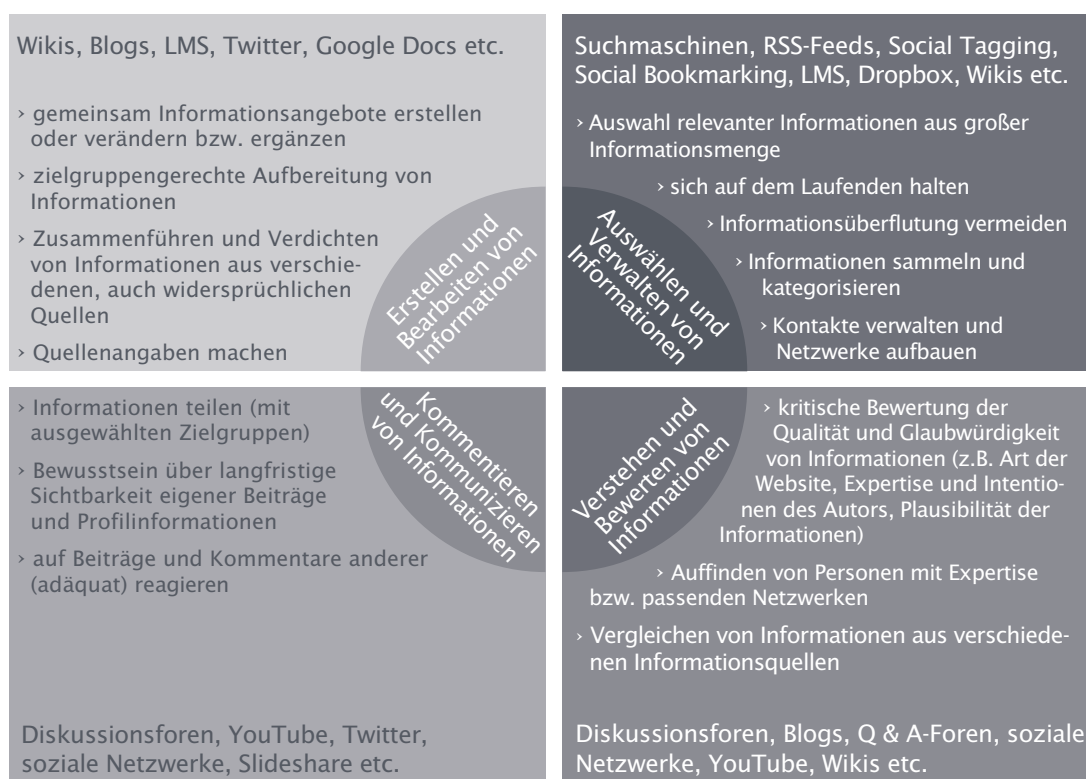 Wikis, Blogs, LMS, Twitter, Google Docs etc.
› gemeinsam Informationsangebote erstellen
oder verändern bzw. ergänzen
› zielgruppengerechte Aufbereitung von
Informationen
› Zusammenführen und Verdichten
von Informationen aus verschie-
denen, auch widersprüchlichen
Quellen
› Quellenangaben machen
Erstellen und
Bearbeiten von
Informationen
Suchmaschinen, RSS-Feeds, Social Tagging,
Social Bookmarking, LMS, Dropbox, Wikis etc.
› Auswahl relevanter Informationen aus großer
Informationsmenge
› sich auf dem Laufenden halten
› Informationsüberflutung vermeiden
› Informationen sammeln und
kategorisieren
› Kontakte verwalten und
Netzwerke aufbauen
Auswählen und
Verwalten von
Informationen
› Informationen teilen (mit
ausgewählten Zielgruppen)
› Bewusstsein über langfristige
Sichtbarkeit eigener Beiträge
und Profilinformationen
› auf Beiträge und Kommentare anderer
(adäquat) reagieren
Kommentieren
und Kommunizieren
von Informationen
Diskussionsforen, YouTube, Twitter,
soziale Netzwerke, Slideshare etc.
Verstehen und
Bewerten von
Informationen
› kritische Bewertung der
Qualität und Glaubwürdigkeit
von Informationen (z.B. Art der
Website, Expertise und Intentio-
nen des Autors, Plausibilität der
Informationen)
› Auffinden von Personen mit Expertise
bzw. passenden Netzwerken
› Vergleichen von Informationen aus verschiede-
nen Informationsquellen
Diskussionsforen, Blogs, Q & A-Foren, soziale
Netzwerke, YouTube, Wikis etc.